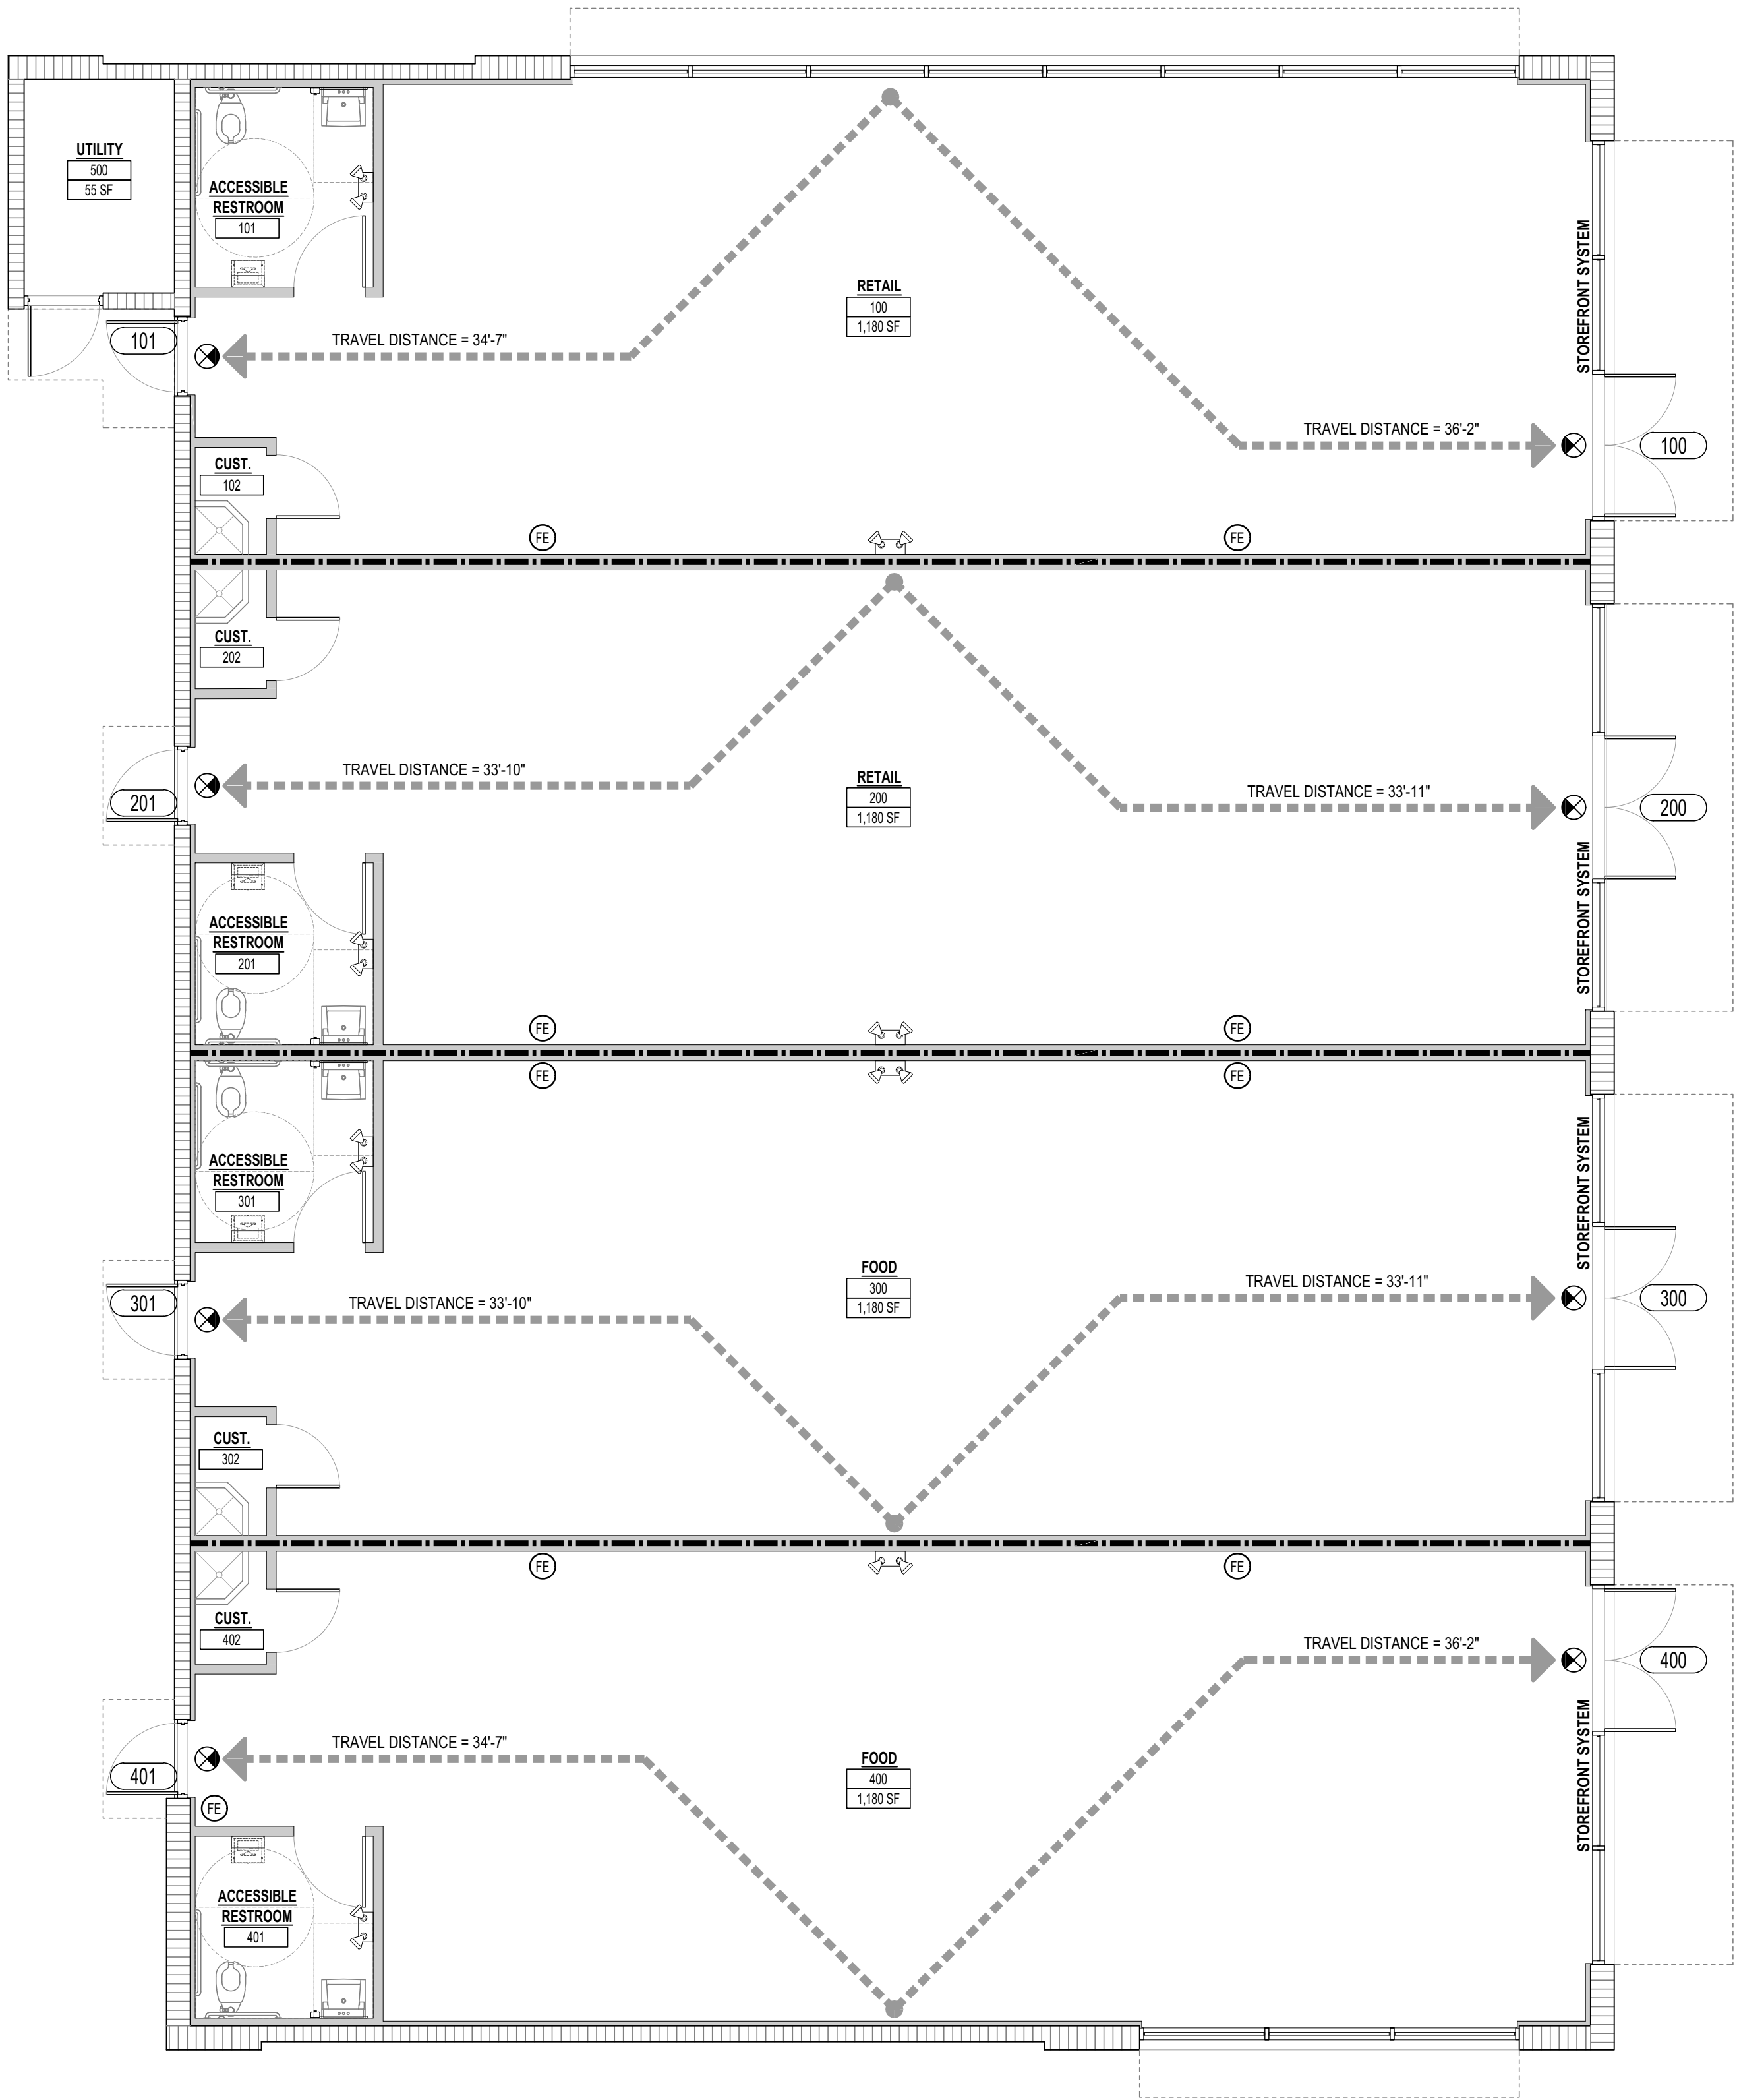 UTILITY
500
55 SF
ACCESSIBLE
RESTROOM
101
RETAIL
100
1,180 SF
STOREFRONT SYSTEM
101
TRAVEL DISTANCE = 34'-7"
TRAVEL DISTANCE = 36'-2"
100
CUST.
102
FE
FE
CUST.
202
TRAVEL DISTANCE = 33'-10"
RETAIL
200
1,180 SF
TRAVEL DISTANCE = 33'-11"
201
200
STOREFRONT SYSTEM
ACCESSIBLE
RESTROOM
201
FE
FE
FE
FE
ACCESSIBLE
RESTROOM
301
STOREFRONT SYSTEM
FOOD
300
1,180 SF
301
TRAVEL DISTANCE = 33'-10"
TRAVEL DISTANCE = 33'-11"
300
CUST.
302
FE
FE
CUST.
402
TRAVEL DISTANCE = 36'-2"
400
TRAVEL DISTANCE = 34'-7"
FOOD
400
1,180 SF
STOREFRONT SYSTEM
401
FE
ACCESSIBLE
RESTROOM
401